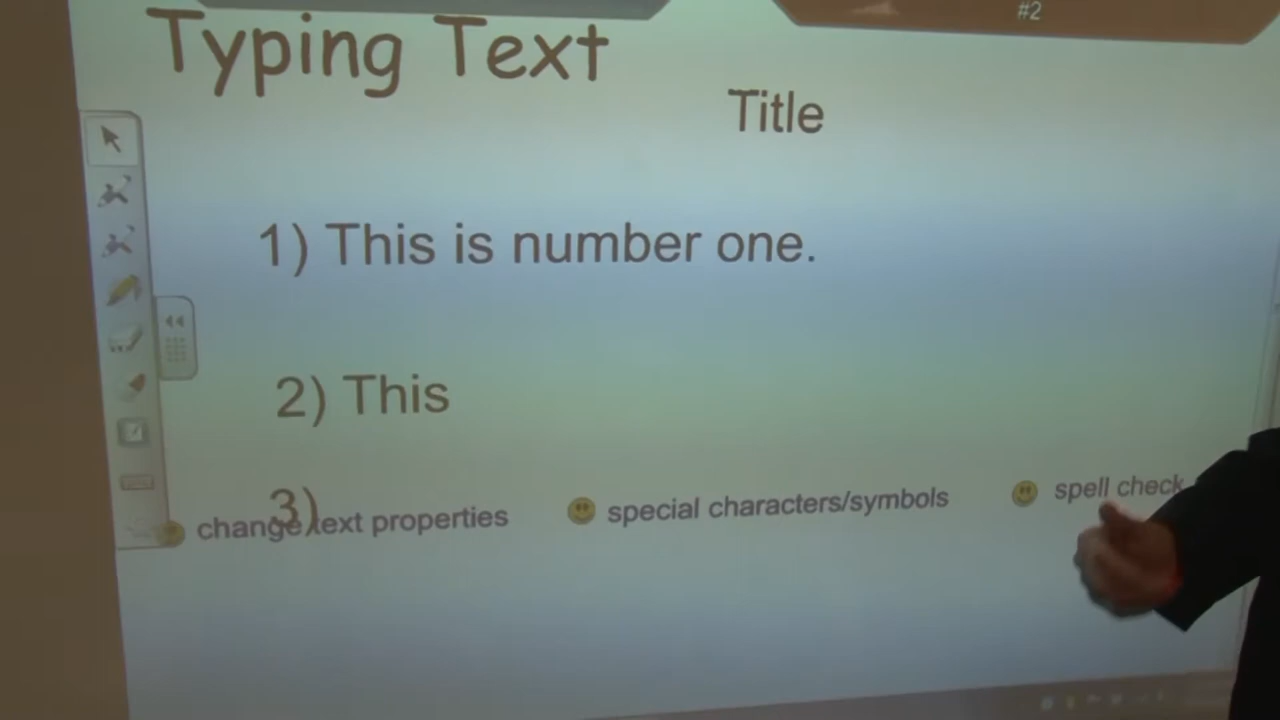 #2
Typing Text
Title
1) This is number one.
2) This
3)
change text properties
special characters/symbols
spell check